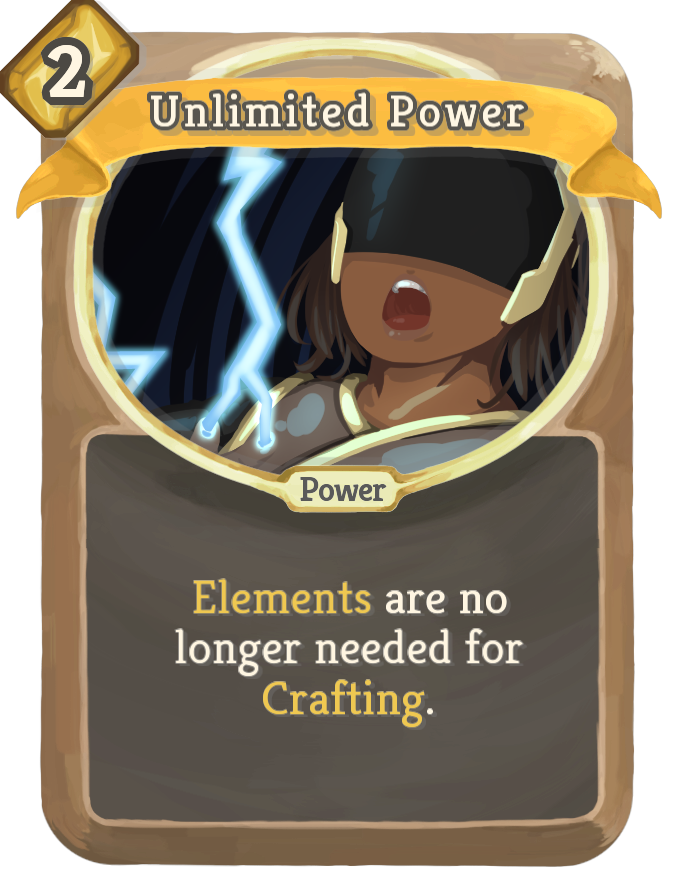 2
Unlimited Power
Power
Elements are no
longer needed for
Crafting.